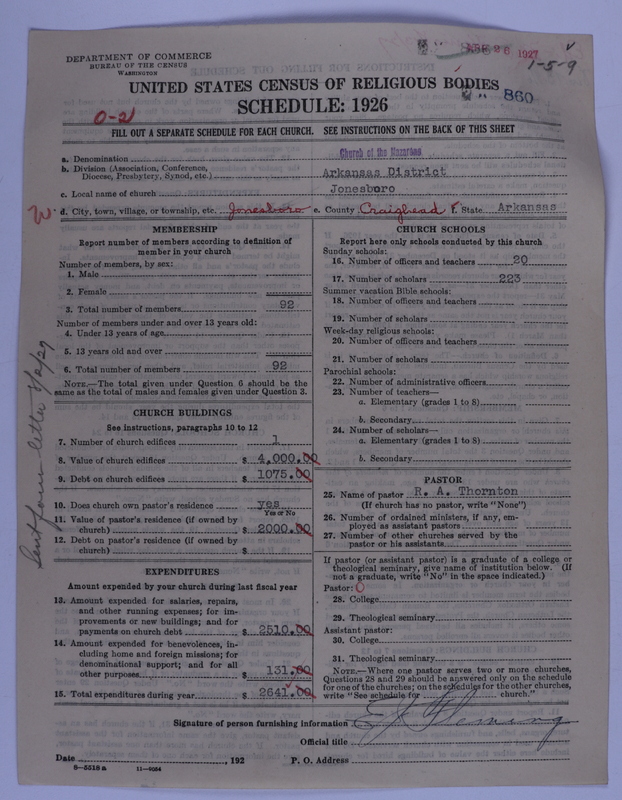 DEPARTMENT OF COMMERCE
BUREAU OF THE CENSUS
WASHINGTON
28 1927
1-5-9
UNITED STATES CENSUS OF RELIGIOUS BODIES
860
SCHEDULE: 1926
0-2
FILL OUT A SEPARATE SCHEDULE FOR EACH CHURCH. SEE INSTRUCTIONS ON THE BACK OF THIS SHEET
a. Denomination Church of the Nazarene
b. Division (Association, Conference,
Diocese, Presbytery, Synod, etc.) Arkansas District
c. Local name of church Jonesboro
W. d. City, town, village, or township, etc. Jonesboro e. County Craighead f. State Arkansas
MEMBERSHIP
Report number of members according to definition of
member in your church
Number of members, by sex:
1. Male
2. Female
3. Total number of members 92
Number of members under and over 13 years old:
4. Under 13 years of age
5. 13 years old and over
6. Total number of members 92
NOTE.—The total given under Question 6 should be the
same as the total of males and females given under Question 3.
CHURCH BUILDINGS
See instructions, paragraphs 10 to 12
7. Number of church edifices 1
8. Value of church edifices $ 4,000.00
9. Debt on church edifices $ 1075.00
10. Does church own pastor's residence yes
Yes or No
11. Value of pastor's residence (if owned by
church) $ 2000.00
12. Debt on pastor's residence (if owned by
church) $
EXPENDITURES
Amount expended by your church during last fiscal year
13. Amount expended for salaries, repairs,
and other running expenses; for im-
provements or new buildings; and for
payments on church debt $ 2510.00
14. Amount expended for benevolences, in-
cluding home and foreign missions; for
denominational support; and for all
other purposes $ 131.00
15. Total expenditures during year $ 2641.00
CHURCH SCHOOLS
Report here only schools conducted by this church
Sunday schools:
16. Number of officers and teachers 20
17. Number of scholars 223
Summer vacation Bible schools:
18. Number of officers and teachers
19. Number of scholars
Week-day religious schools:
20. Number of officers and teachers
21. Number of scholars
Parochial schools:
22. Number of administrative officers
23. Number of teachers—
a. Elementary (grades 1 to 8)
b. Secondary
24. Number of scholars—
a. Elementary (grades 1 to 8)
b. Secondary
PASTOR
25. Name of pastor R. A. Thornton
(If church has no pastor, write "None")
26. Number of ordained ministers, if any, em-
ployed as assistant pastors
27. Number of other churches served by the
pastor or his assistants
If pastor (or assistant pastor) is a graduate of a college or
theological seminary, give name of institution below. (If
not a graduate, write "No" in the space indicated.)
Pastor: 0
28. College
29. Theological seminary
Assistant pastor:
30. College
31. Theological seminary
NOTE.—Where one pastor serves two or more churches,
Questions 28 and 29 should be answered only on the schedule
for one of the churches; on the schedules for the other churches,
write "See schedule for church."
Signature of person furnishing information E J Fleming
Official title
Date , 192 P. O. Address
8—5518 a 11—9064
Sent form letter 3/2/29